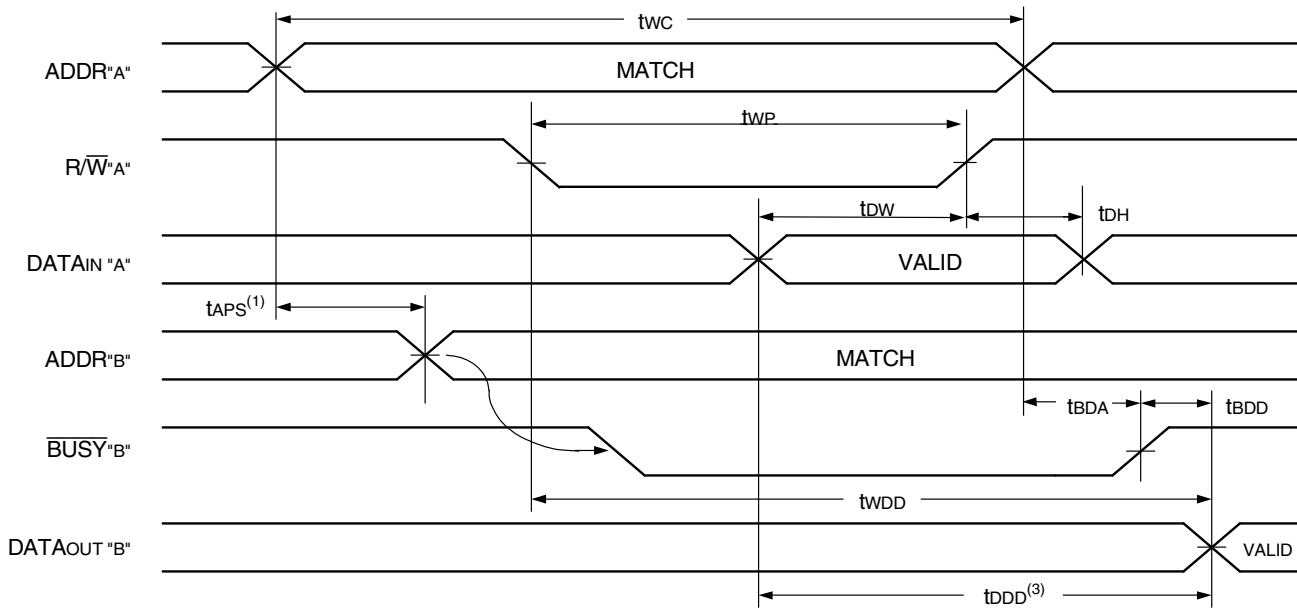 tWC
ADDR"A"
MATCH
tWP
R/W̅"A"
tDW
tDH
DATAIN "A"
VALID
tAPS(1)
ADDR"B"
MATCH
tBDA
tBDD
B̅U̅S̅Y̅"B"
tWDD
DATAOUT "B"
VALID
tDDD(3)